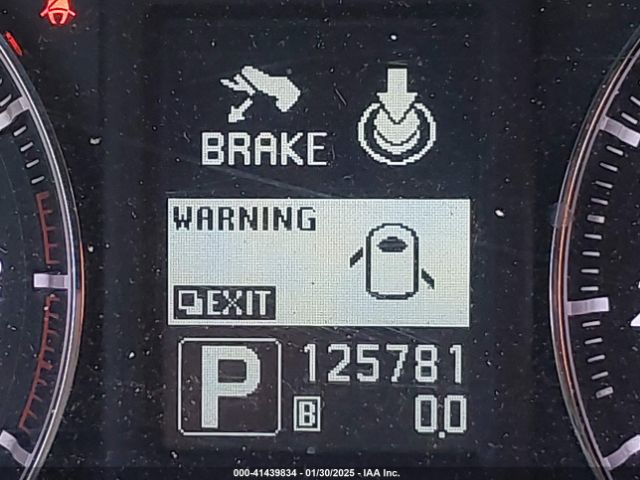 BRAKE
WARNING
EXIT
P
125781
B 0.0
000-41439834 - 01/30/2025 - IAA Inc.